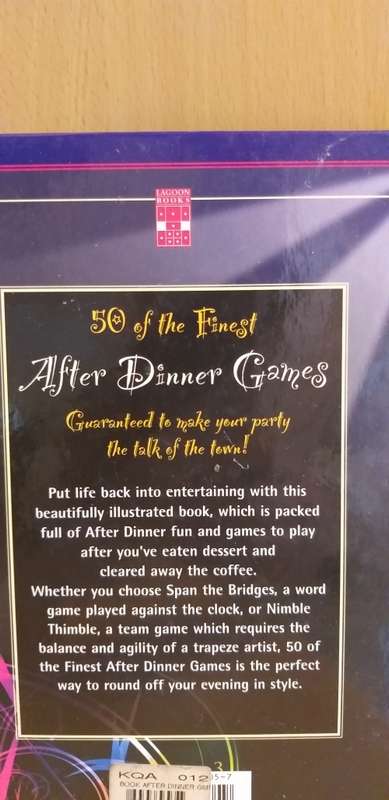 LAGOON
BOOKS
50 of the Finest
After Dinner Games
Guaranteed to make your party
the talk of the town!
Put life back into entertaining with this
beautifully illustrated book, which is packed
full of After Dinner fun and games to play
after you've eaten dessert and
cleared away the coffee.
Whether you choose Span the Bridges, a word
game played against the clock, or Nimble
Thimble, a team game which requires the
balance and agility of a trapeze artist, 50 of
the Finest After Dinner Games is the perfect
way to round off your evening in style.
3
KQA 012
5-7
BOOK AFTER DINNER